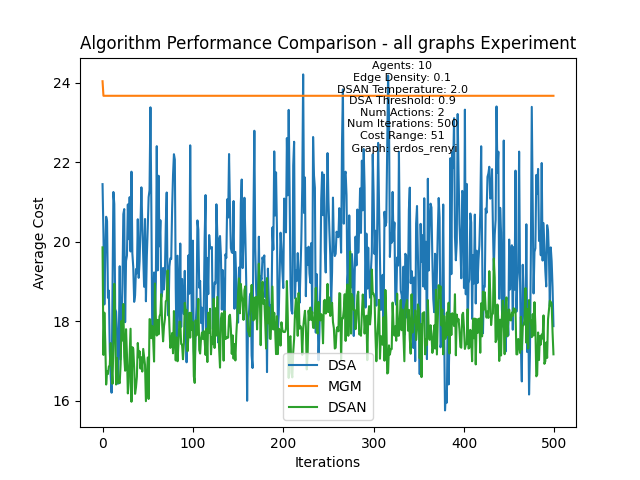 Algorithm Performance Comparison - all graphs Experiment
Agents: 10
Edge Density: 0.1
DSAN Temperature: 2.0
DSA Threshold: 0.9
Num Actions: 2
Num Iterations: 500
Cost Range: 51
Graph: erdos_renyi
Average Cost
24
22
20
18
16
DSA
MGM
DSAN
0
100
200
300
400
500
Iterations